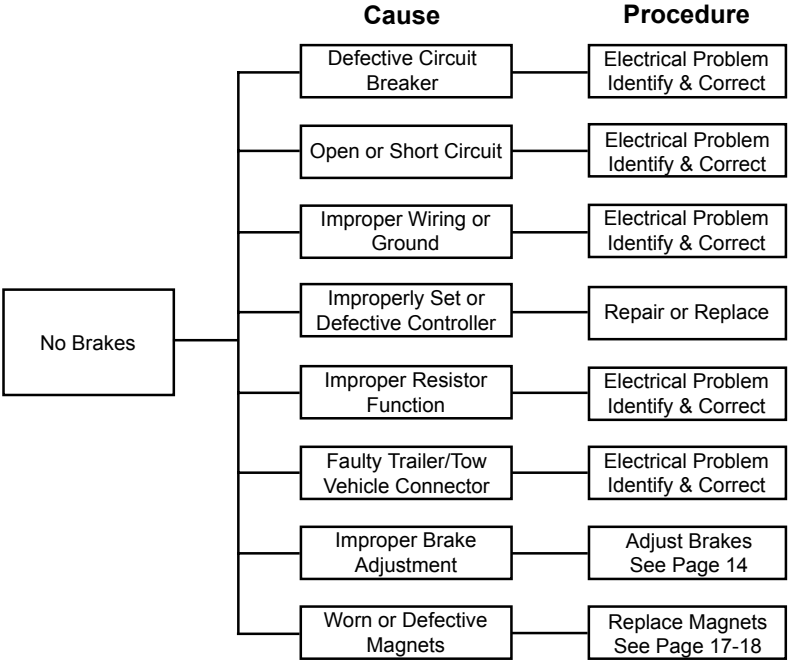 Cause
Procedure
Defective Circuit
Breaker
Electrical Problem
Identify & Correct
Open or Short Circuit
Electrical Problem
Identify & Correct
Improper Wiring or
Ground
Electrical Problem
Identify & Correct
No Brakes
Improperly Set or
Defective Controller
Repair or Replace
Improper Resistor
Function
Electrical Problem
Identify & Correct
Faulty Trailer/Tow
Vehicle Connector
Electrical Problem
Identify & Correct
Improper Brake
Adjustment
Adjust Brakes
See Page 14
Worn or Defective
Magnets
Replace Magnets
See Page 17-18